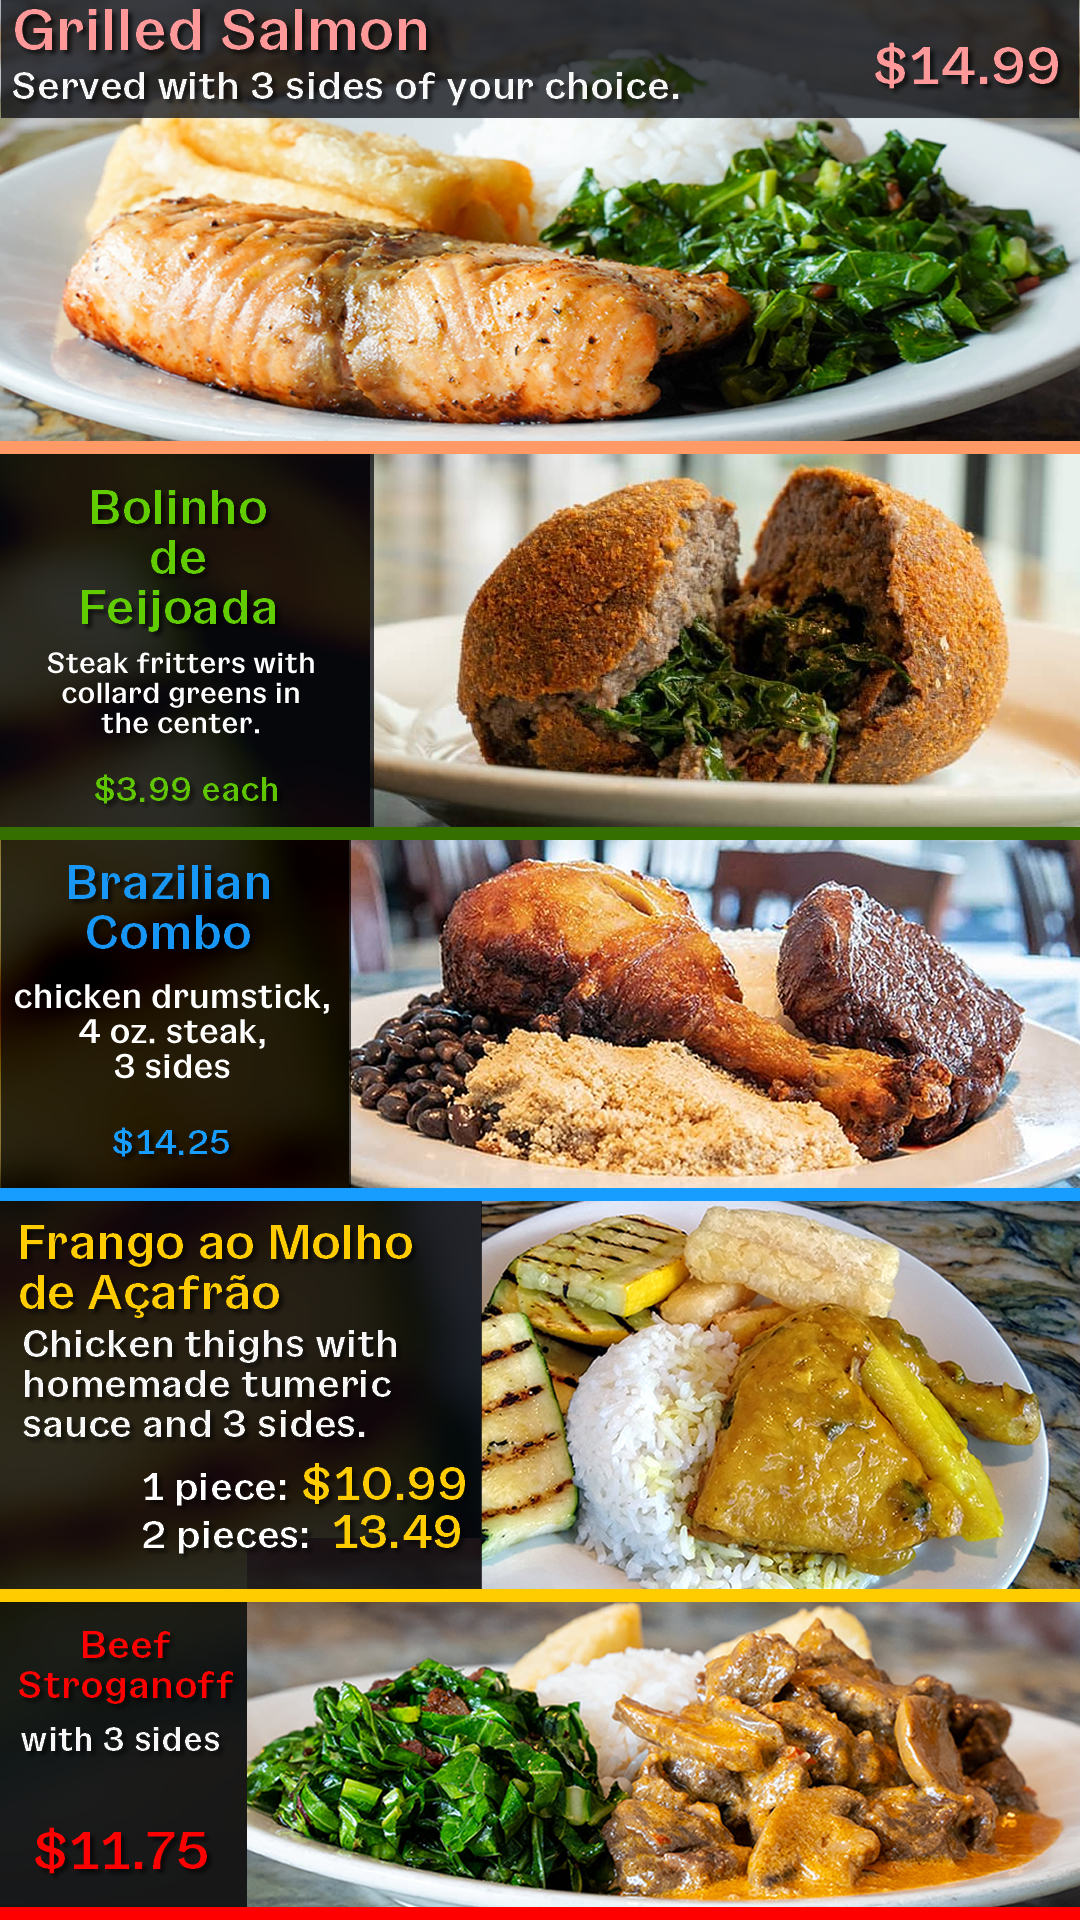 Grilled Salmon
Served with 3 sides of your choice.
$14.99
Bolinho
de
Feijoada
Steak fritters with
collard greens in
the center.
$3.99 each
Brazilian
Combo
chicken drumstick,
4 oz. steak,
3 sides
$14.25
Frango ao Molho
de Açafrão
Chicken thighs with
homemade tumeric
sauce and 3 sides.
1 piece: $10.99
2 pieces: 13.49
Beef
Stroganoff
with 3 sides
$11.75